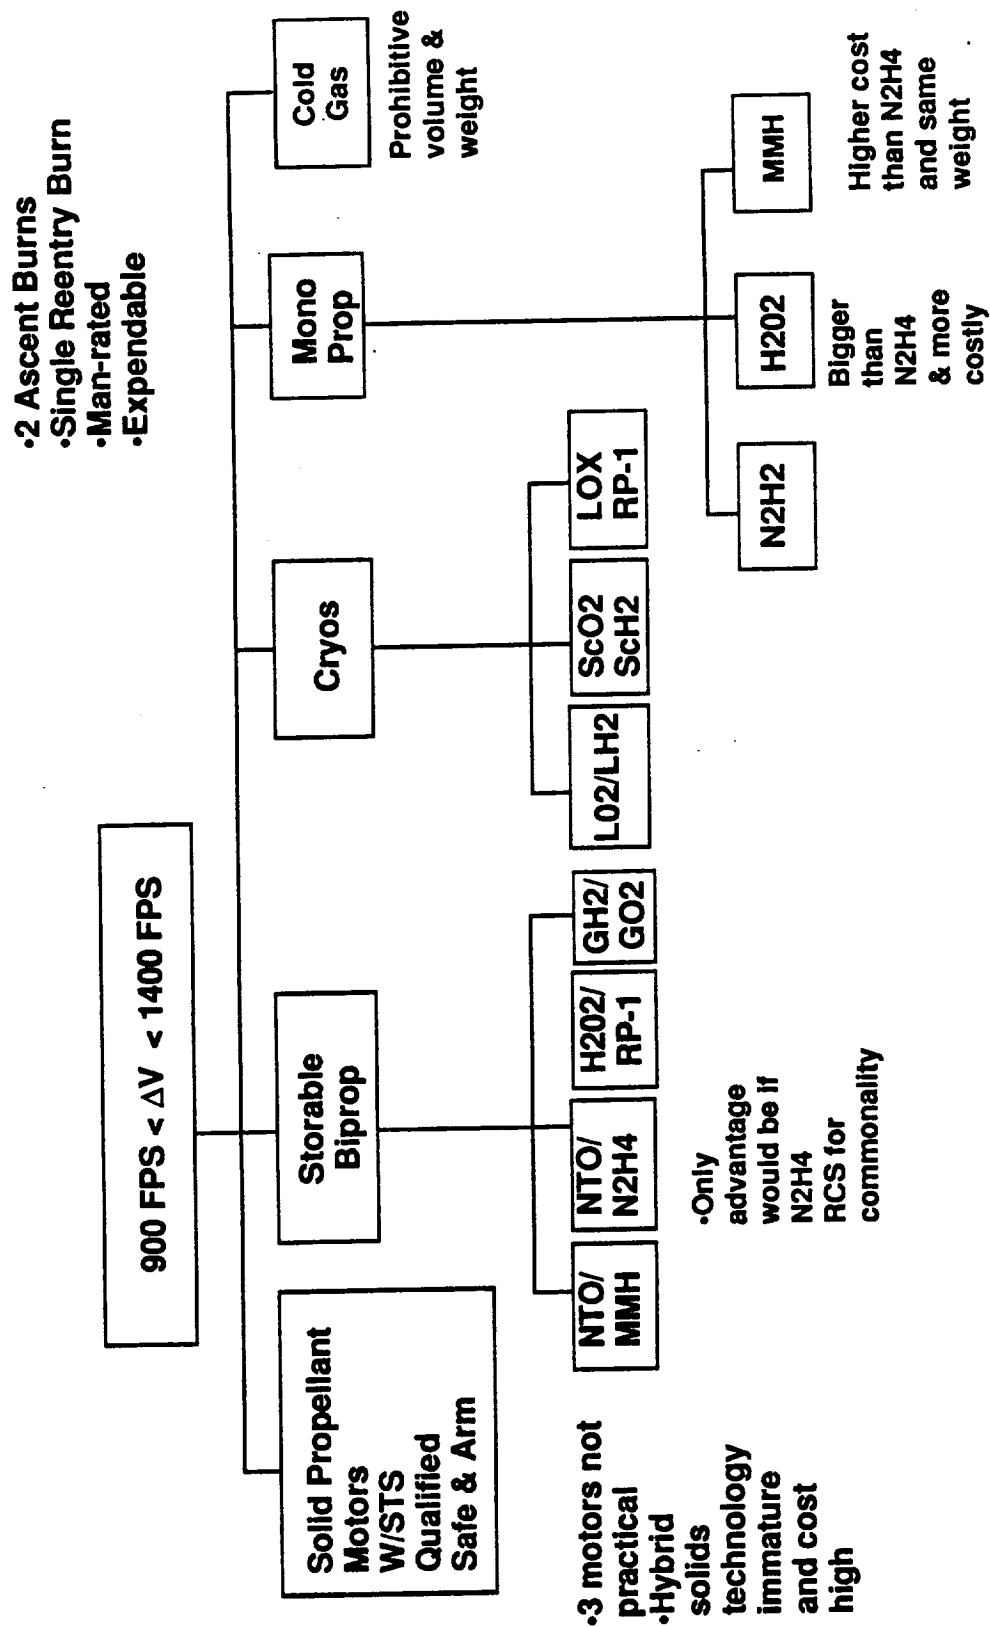 •2 Ascent Burns
•Single Reentry Burn
•Man-rated
•Expendable
900 FPS < ΔV < 1400 FPS
Solid Propellant
Motors
W/STS
Qualified
Safe & Arm
•3 motors not
practical
•Hybrid
solids
technology
immature
and cost
high
Storable
Biprop
NTO/
MMH
NTO/
N2H4
•Only
advantage
would be if
N2H4
RCS for
commonality
H202/
RP-1
GH2/
GO2
Cryos
L02/LH2
ScO2
ScH2
LOX
RP-1
Mono
Prop
N2H2
H202
Bigger
than
N2H4
& more
costly
MMH
Higher cost
than N2H4
and same
weight
Cold
Gas
Prohibitive
volume &
weight